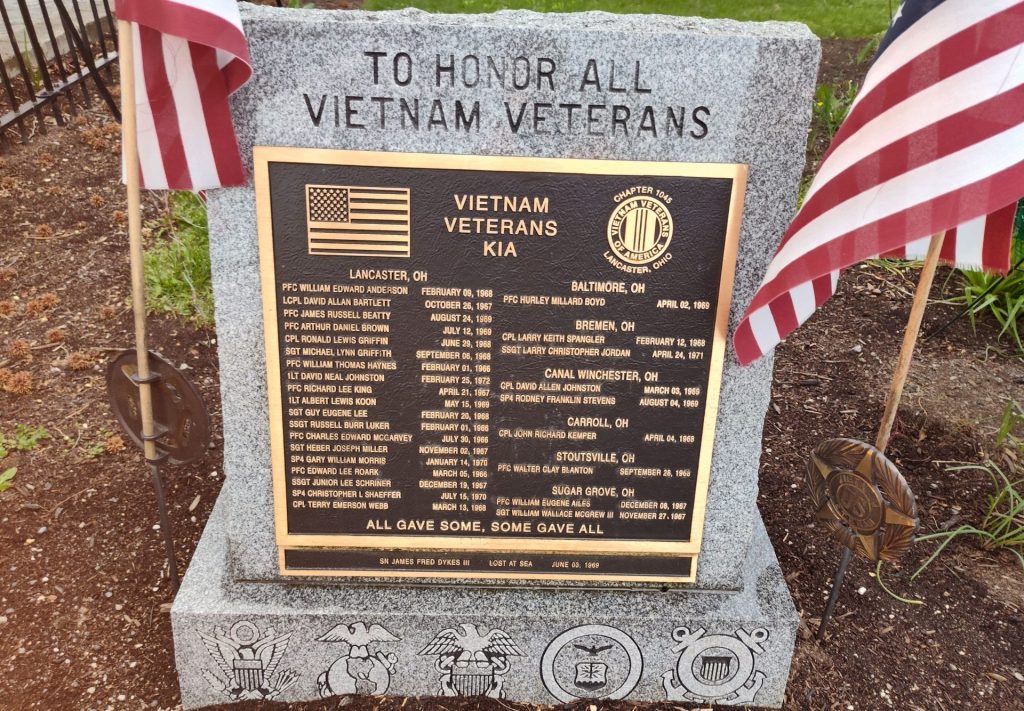 TO HONOR ALL
VIETNAM VETERANS
VIETNAM
VETERANS
KIA
CHAPTER 1045
VIETNAM VETERANS
OF AMERICA
LANCASTER, OHIO
LANCASTER, OH
PFC WILLIAM EDWARD ANDERSON FEBRUARY 09, 1968
LCPL DAVID ALLAN BARTLETT OCTOBER 26, 1967
PFC JAMES RUSSELL BEATTY AUGUST 24, 1969
PFC ARTHUR DANIEL BROWN JULY 12, 1969
CPL RONALD LEWIS GRIFFIN JUNE 29, 1968
SGT MICHAEL LYNN GRIFFITH SEPTEMBER 06, 1968
PFC WILLIAM THOMAS HAYNES FEBRUARY 01, 1966
1LT DAVID NEAL JOHNSTON FEBRUARY 25, 1972
PFC RICHARD LEE KING APRIL 21, 1967
1LT ALBERT LEWIS KOON MAY 15, 1969
SGT GUY EUGENE LEE FEBRUARY 20, 1968
SSGT RUSSELL BURR LUKER FEBRUARY 01, 1966
PFC CHARLES EDWARD MCGARVEY JULY 30, 1966
SGT HEBER JOSEPH MILLER NOVEMBER 02, 1967
SP4 GARY WILLIAM MORRIS JANUARY 14, 1970
PFC EDWARD LEE ROARK MARCH 05, 1966
SSGT JUNIOR LEE SCHRINER DECEMBER 19, 1967
SP4 CHRISTOPHER L SHAEFFER JULY 15, 1970
CPL TERRY EMERSON WEBB MARCH 13, 1968
BALTIMORE, OH
PFC HURLEY MILLARD BOYD APRIL 02, 1969
BREMEN, OH
CPL LARRY KEITH SPANGLER FEBRUARY 12, 1968
SSGT LARRY CHRISTOPHER JORDAN APRIL 24, 1971
CANAL WINCHESTER, OH
CPL DAVID ALLEN JOHNSTON MARCH 03, 1969
SP4 RODNEY FRANKLIN STEVENS AUGUST 04, 1969
CARROLL, OH
CPL JOHN RICHARD KEMPER APRIL 04, 1968
STOUTSVILLE, OH
PFC WALTER CLAY BLANTON SEPTEMBER 28, 1966
SUGAR GROVE, OH
PFC WILLIAM EUGENE AILES DECEMBER 08, 1967
SGT WILLIAM WALLACE MCGREW III NOVEMBER 27, 1967
ALL GAVE SOME, SOME GAVE ALL
SN JAMES FRED DYKES III LOST AT SEA JUNE 03, 1969